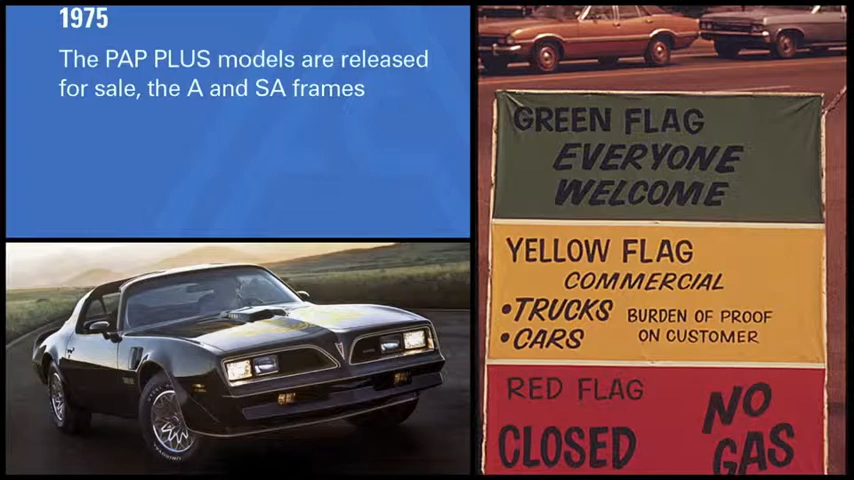 1975
The PAP PLUS models are released
for sale, the A and SA frames
GREEN FLAG
EVERYONE
WELCOME
YELLOW FLAG
COMMERCIAL
•TRUCKS
•CARS
BURDEN OF PROOF
ON CUSTOMER
RED FLAG
CLOSED
NO
GAS